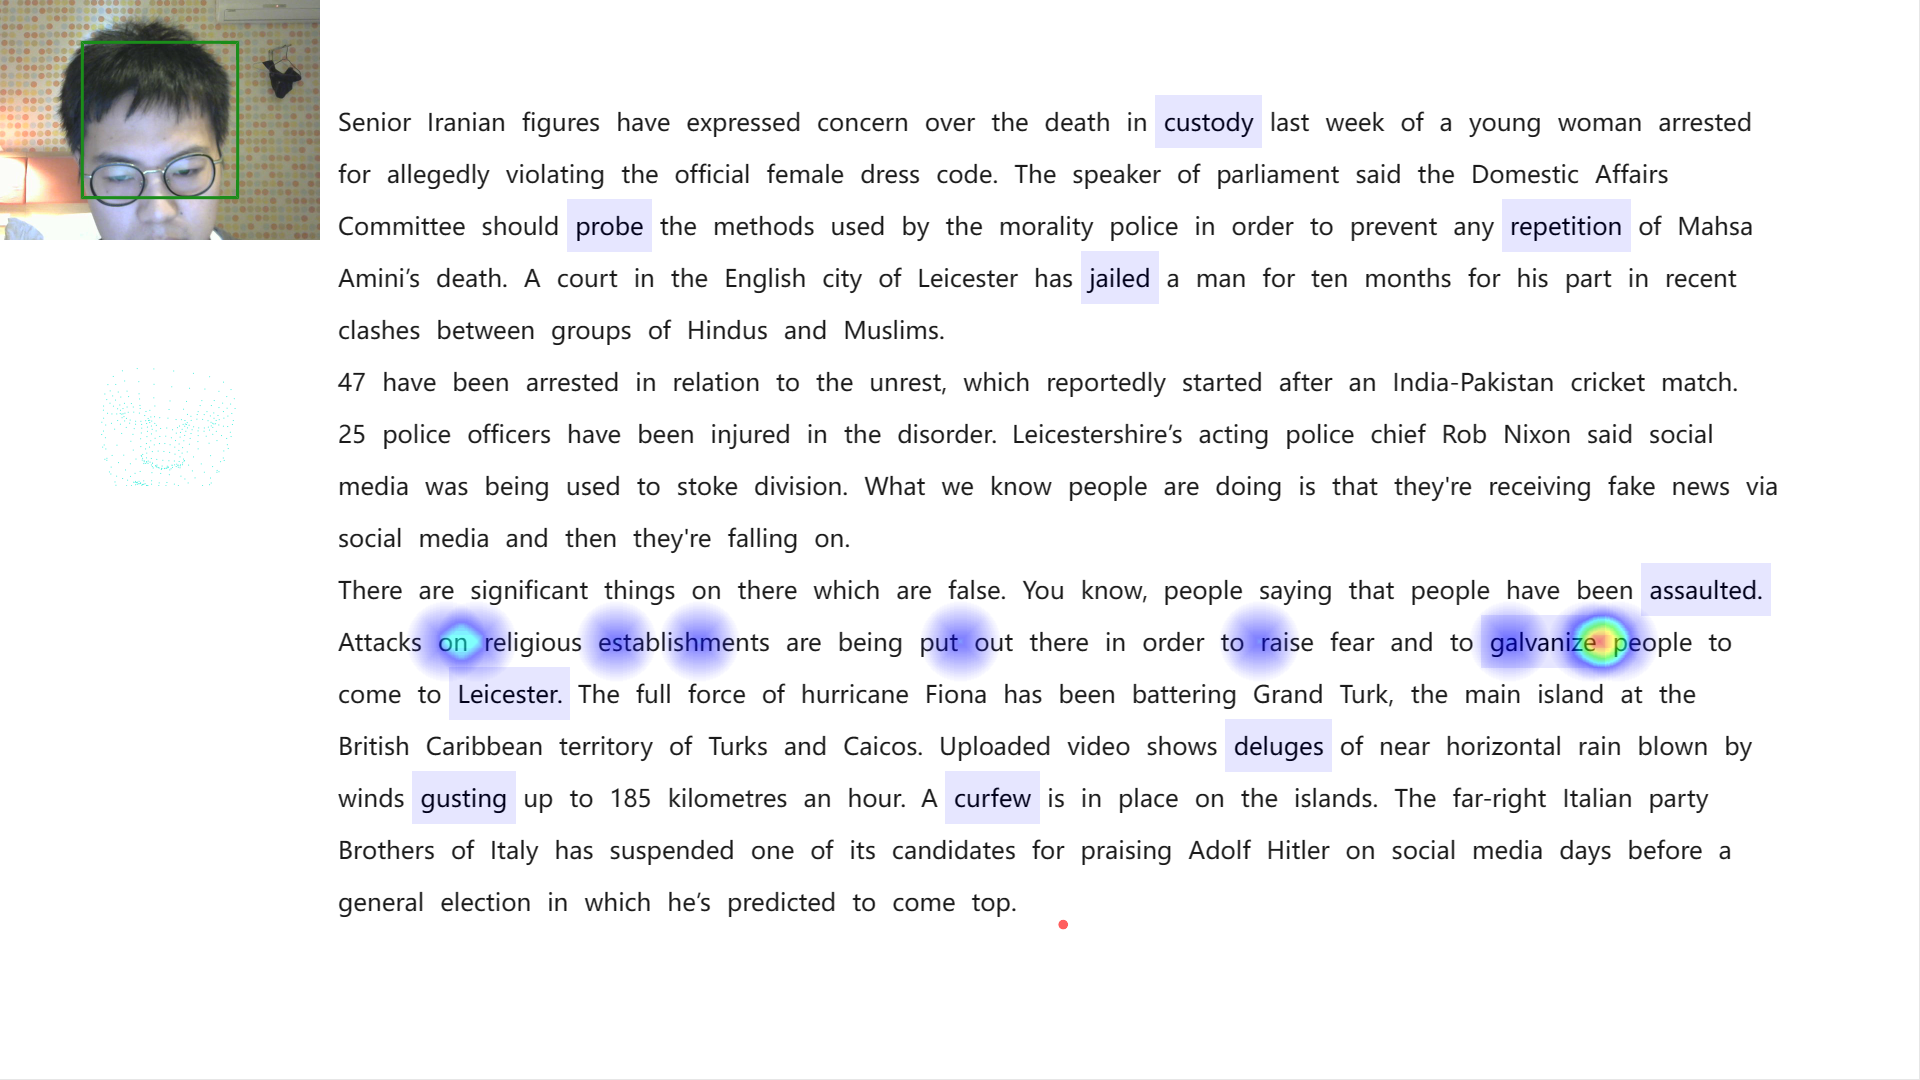 Senior Iranian figures have expressed concern over the death in custody last week of a young woman arrested
for allegedly violating the official female dress code. The speaker of parliament said the Domestic Affairs
Committee should probe the methods used by the morality police in order to prevent any repetition of Mahsa
Amini’s death. A court in the English city of Leicester has jailed a man for ten months for his part in recent
clashes between groups of Hindus and Muslims.
47 have been arrested in relation to the unrest, which reportedly started after an India-Pakistan cricket match.
25 police officers have been injured in the disorder. Leicestershire’s acting police chief Rob Nixon said social
media was being used to stoke division. What we know people are doing is that they're receiving fake news via
social media and then they're falling on.
There are significant things on there which are false. You know, people saying that people have been assaulted.
Attacks on religious establishments are being put out there in order to raise fear and to galvanize people to
come to Leicester. The full force of hurricane Fiona has been battering Grand Turk, the main island at the
British Caribbean territory of Turks and Caicos. Uploaded video shows deluges of near horizontal rain blown by
winds gusting up to 185 kilometres an hour. A curfew is in place on the islands. The far-right Italian party
Brothers of Italy has suspended one of its candidates for praising Adolf Hitler on social media days before a
general election in which he’s predicted to come top.